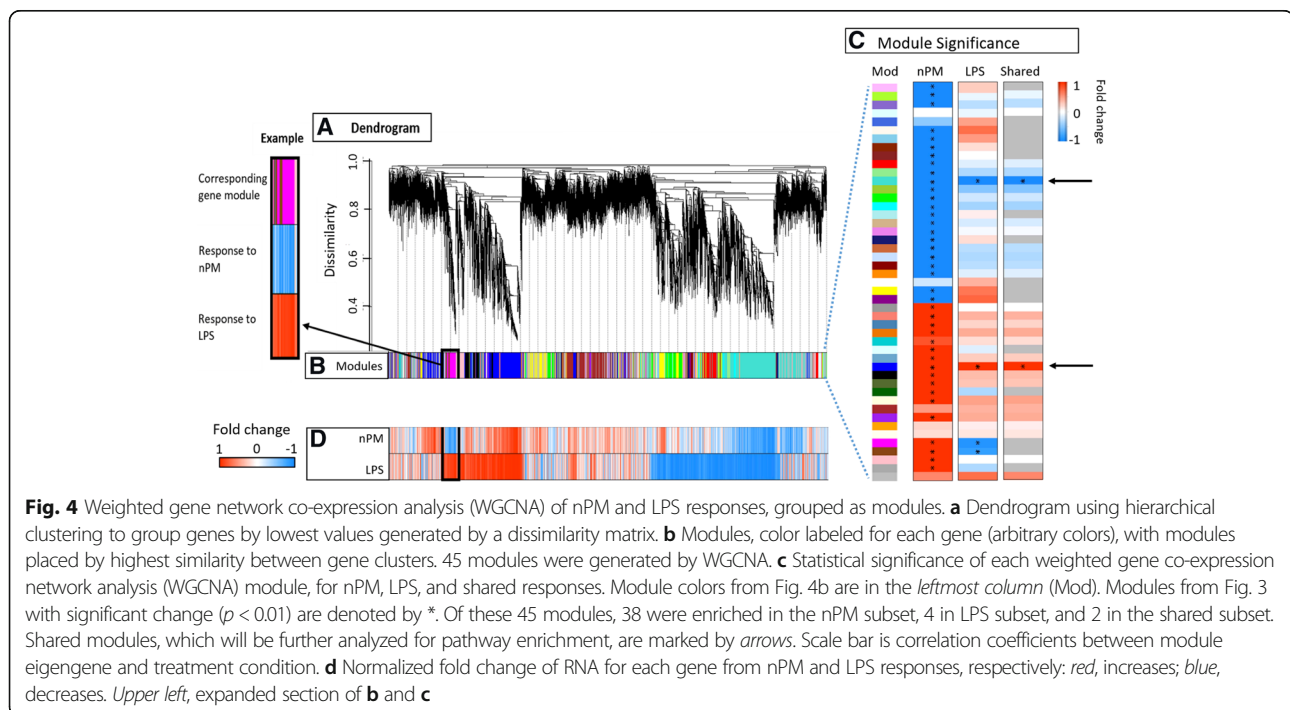 C Module Significance
Mod nPM LPS Shared
1
0
-1
Fold change
Example
A Dendrogram
Corresponding
gene module
Response to
nPM
Response to
LPS
Dissimilarity
1.0
0.8
0.6
0.4
B Modules
Fold change
1 0 -1
D nPM
LPS
Fig. 4 Weighted gene network co-expression analysis (WGCNA) of nPM and LPS responses, grouped as modules. a Dendrogram using hierarchical
clustering to group genes by lowest values generated by a dissimilarity matrix. b Modules, color labeled for each gene (arbitrary colors), with modules
placed by highest similarity between gene clusters. 45 modules were generated by WGCNA. c Statistical significance of each weighted gene co-expression
network analysis (WGCNA) module, for nPM, LPS, and shared responses. Module colors from Fig. 4b are in the leftmost column (Mod). Modules from Fig. 3
with significant change (p < 0.01) are denoted by *. Of these 45 modules, 38 were enriched in the nPM subset, 4 in LPS subset, and 2 in the shared subset.
Shared modules, which will be further analyzed for pathway enrichment, are marked by arrows. Scale bar is correlation coefficients between module
eigengene and treatment condition. d Normalized fold change of RNA for each gene from nPM and LPS responses, respectively: red, increases; blue,
decreases. Upper left, expanded section of b and c